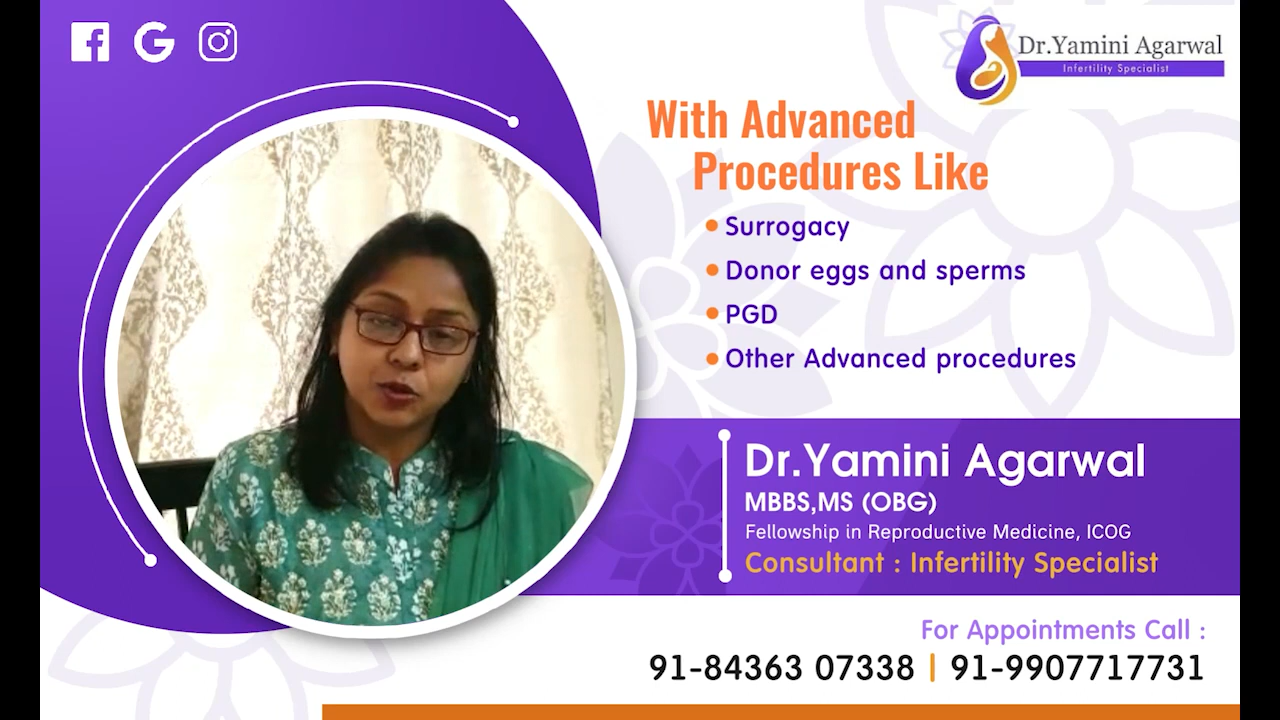 Dr.Yamini Agarwal
Infertility Specialist
With Advanced
Procedures Like
Surrogacy
Donor eggs and sperms
PGD
Other Advanced procedures
Dr.Yamini Agarwal
MBBS,MS (OBG)
Fellowship in Reproductive Medicine, ICOG
Consultant : Infertility Specialist
For Appointments Call :
91-84363 07338 | 91-9907717731